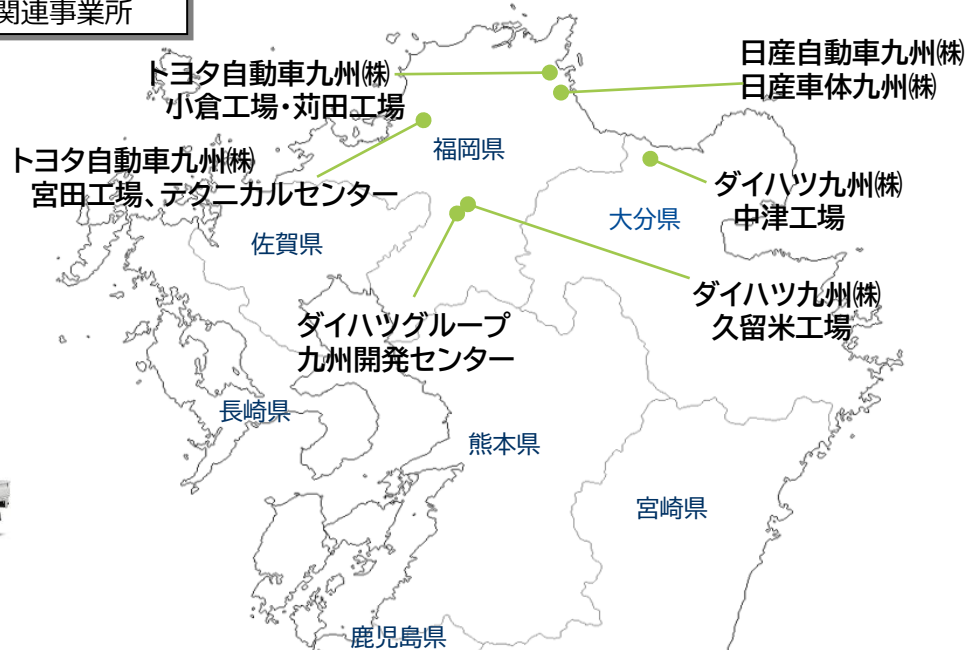 関連事業所
トヨタ自動車九州㈱
小倉工場・苅田工場
日産自動車九州㈱
日産車体九州㈱
福岡県
トヨタ自動車九州㈱
宮田工場、テクニカルセンター
ダイハツ九州㈱
中津工場
大分県
佐賀県
ダイハツ九州㈱
久留米工場
ダイハツグループ
九州開発センター
長崎県
熊本県
宮崎県
鹿児島県